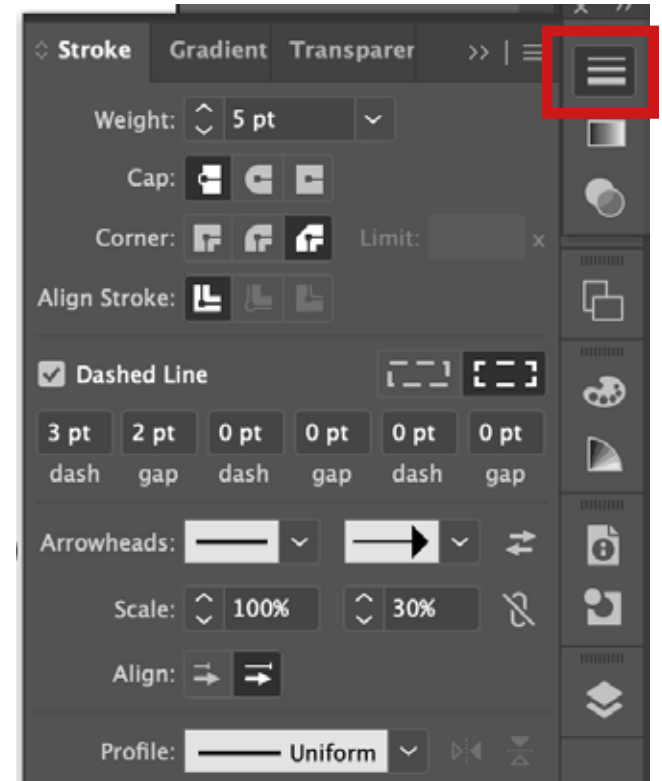 Stroke Gradient Transparer
Weight: 5 pt
Cap:
Corner: Limit: x
Align Stroke:
Dashed Line
3 pt 2 pt 0 pt 0 pt 0 pt 0 pt
dash gap dash gap dash gap
Arrowheads:
Scale: 100% 30%
Align:
Profile: Uniform